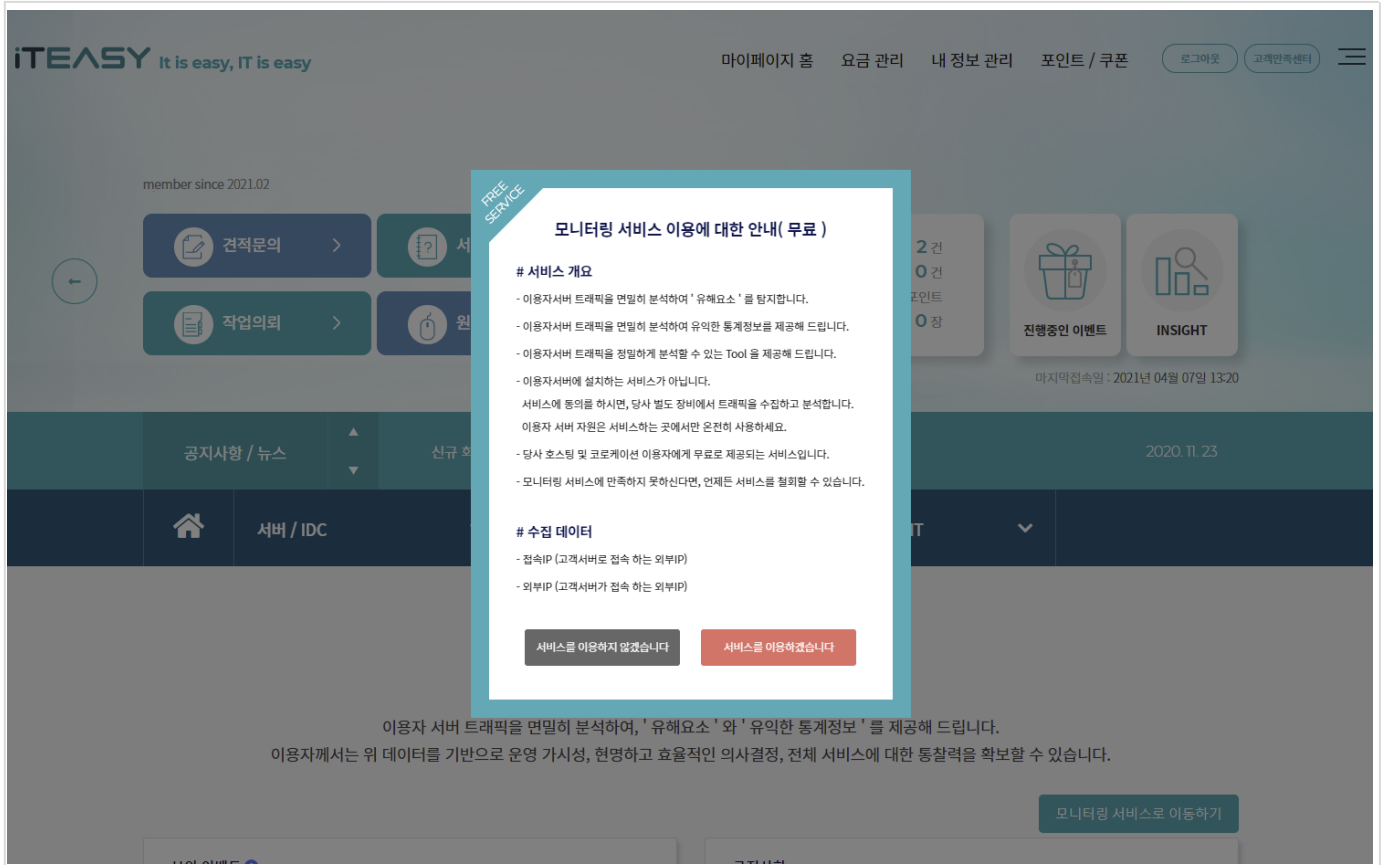 iTEASY It is easy, IT is easy
마이페이지 홈 요금 관리 내 정보 관리 포인트 / 쿠폰 로그아웃 고객만족센터
member since 2021.02
견적문의
작업의뢰
2 건
0 건
포인트
0 장
진행중인 이벤트 INSIGHT
마지막접속일 : 2021년 04월 07일 13:20
FREE
SERVICE
모니터링 서비스 이용에 대한 안내( 무료 )
# 서비스 개요
- 이용자서버 트래픽을 면밀히 분석하여 ' 유해요소 ' 를 탐지합니다.
- 이용자서버 트래픽을 면밀히 분석하여 유익한 통계정보를 제공해 드립니다.
- 이용자서버 트래픽을 정밀하게 분석할 수 있는 Tool 을 제공해 드립니다.
- 이용자서버에 설치하는 서비스가 아닙니다.
서비스에 동의를 하시면, 당사 별도 장비에서 트래픽을 수집하고 분석합니다.
이용자 서버 자원은 서비스하는 곳에서만 온전히 사용하세요.
- 당사 호스팅 및 코로케이션 이용자에게 무료로 제공되는 서비스입니다.
- 모니터링 서비스에 만족하지 못하신다면, 언제든 서비스를 철회할 수 있습니다.
# 수집 데이터
- 접속IP (고객서버로 접속 하는 외부IP)
- 외부IP (고객서버가 접속 하는 외부IP)
서비스를 이용하지 않겠습니다 서비스를 이용하겠습니다
공지사항 / 뉴스 신규 2020. 11. 23
서버 / IDC
이용자 서버 트래픽을 면밀히 분석하여, ' 유해요소 ' 와 ' 유익한 통계정보 ' 를 제공해 드립니다.
이용자께서는 위 데이터를 기반으로 운영 가시성, 현명하고 효율적인 의사결정, 전체 서비스에 대한 통찰력을 확보할 수 있습니다.
모니터링 서비스로 이동하기